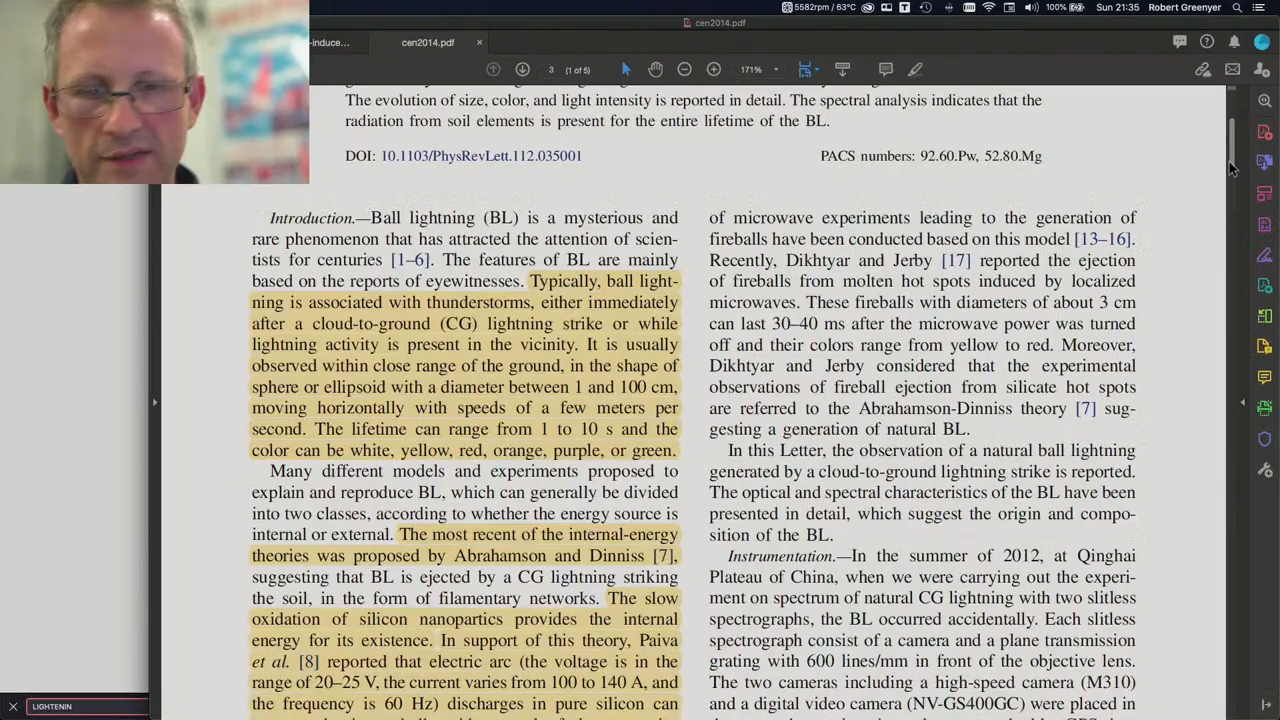 5582rpm / 63°C
100%
Sun 21:35
Robert Greenyer
cen2014.pdf
-induce...
cen2014.pdf
3 (1 of 5)
171%
The evolution of size, color, and light intensity is reported in detail. The spectral analysis indicates that the
radiation from soil elements is present for the entire lifetime of the BL.
DOI: 10.1103/PhysRevLett.112.035001
PACS numbers: 92.60.Pw, 52.80.Mg
Introduction.—Ball lightning (BL) is a mysterious and
rare phenomenon that has attracted the attention of scien-
tists for centuries [1–6]. The features of BL are mainly
based on the reports of eyewitnesses. Typically, ball light-
ning is associated with thunderstorms, either immediately
after a cloud-to-ground (CG) lightning strike or while
lightning activity is present in the vicinity. It is usually
observed within close range of the ground, in the shape of
sphere or ellipsoid with a diameter between 1 and 100 cm,
moving horizontally with speeds of a few meters per
second. The lifetime can range from 1 to 10 s and the
color can be white, yellow, red, orange, purple, or green.
Many different models and experiments proposed to
explain and reproduce BL, which can generally be divided
into two classes, according to whether the energy source is
internal or external. The most recent of the internal-energy
theories was proposed by Abrahamson and Dinniss [7],
suggesting that BL is ejected by a CG lightning striking
the soil, in the form of filamentary networks. The slow
oxidation of silicon nanopartics provides the internal
energy for its existence. In support of this theory, Paiva
et al. [8] reported that electric arc (the voltage is in the
range of 20–25 V, the current varies from 100 to 140 A, and
the frequency is 60 Hz) discharges in pure silicon can
of microwave experiments leading to the generation of
fireballs have been conducted based on this model [13–16].
Recently, Dikhtyar and Jerby [17] reported the ejection
of fireballs from molten hot spots induced by localized
microwaves. These fireballs with diameters of about 3 cm
can last 30–40 ms after the microwave power was turned
off and their colors range from yellow to red. Moreover,
Dikhtyar and Jerby considered that the experimental
observations of fireball ejection from silicate hot spots
are referred to the Abrahamson-Dinniss theory [7] sug-
gesting a generation of natural BL.
In this Letter, the observation of a natural ball lightning
generated by a cloud-to-ground lightning strike is reported.
The optical and spectral characteristics of the BL have been
presented in detail, which suggest the origin and compo-
sition of the BL.
Instrumentation.—In the summer of 2012, at Qinghai
Plateau of China, when we were carrying out the experi-
ment on spectrum of natural CG lightning with two slitless
spectrographs, the BL occurred accidentally. Each slitless
spectrograph consist of a camera and a plane transmission
grating with 600 lines/mm in front of the objective lens.
The two cameras including a high-speed camera (M310)
and a digital video camera (NV-GS400GC) were placed in
LIGHTENIN